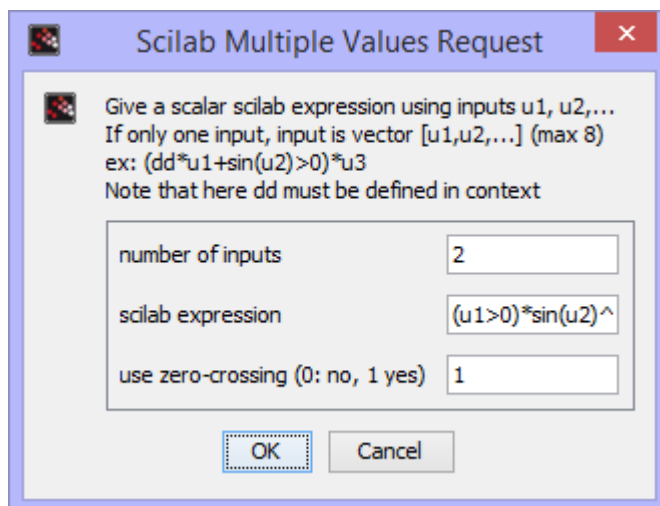 Scilab Multiple Values Request
Give a scalar scilab expression using inputs u1, u2,...
If only one input, input is vector [u1,u2,...] (max 8)
ex: (dd*u1+sin(u2)>0)*u3
Note that here dd must be defined in context
number of inputs 2
scilab expression (u1>0)*sin(u2)^
use zero-crossing (0: no, 1 yes) 1
OK Cancel